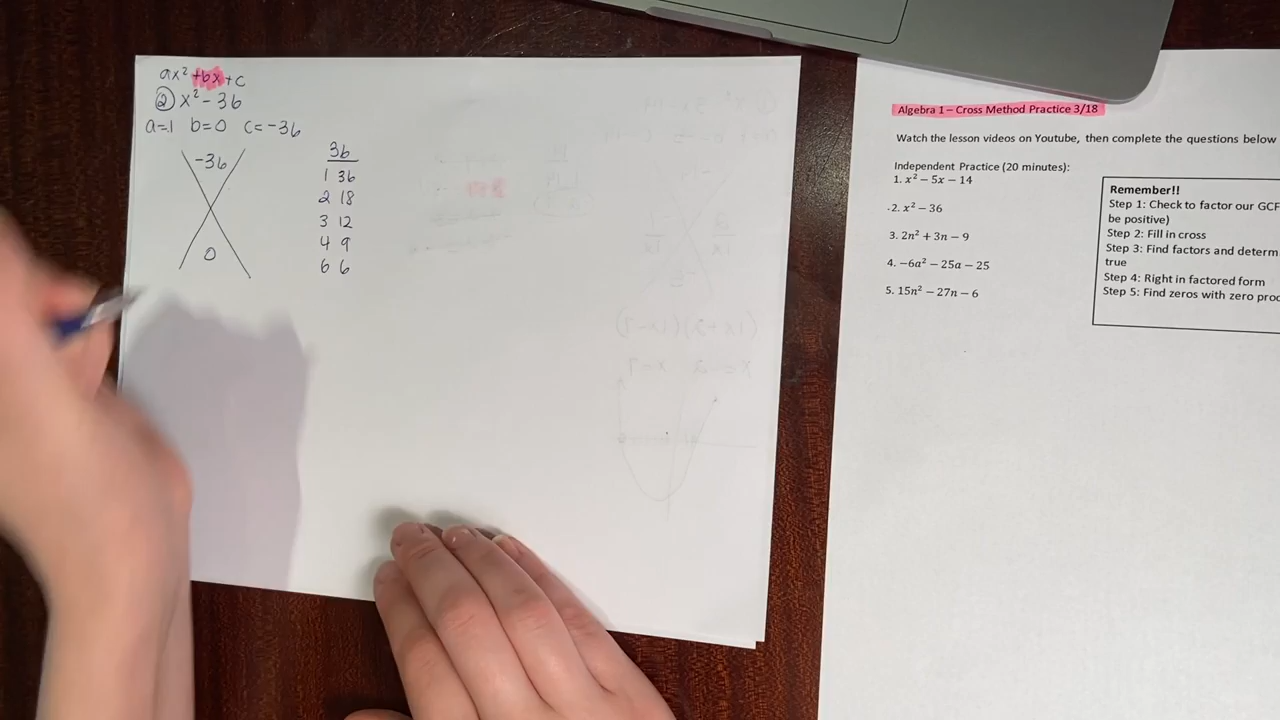 ax² +bx +c
② x² - 36
a=1 b=0 c=-36
-36
0
36
1 36
2 18
3 12
4 9
6 6
Algebra 1 – Cross Method Practice 3/18
Watch the lesson videos on Youtube, then complete the questions below
Independent Practice (20 minutes):
1. x² − 5x − 14
2. x² − 36
3. 2n² + 3n − 9
4. −6a² − 25a − 25
5. 15n² − 27n − 6
Remember!!
Step 1: Check to factor our GCF
be positive)
Step 2: Fill in cross
Step 3: Find factors and determ
true
Step 4: Right in factored form
Step 5: Find zeros with zero prod